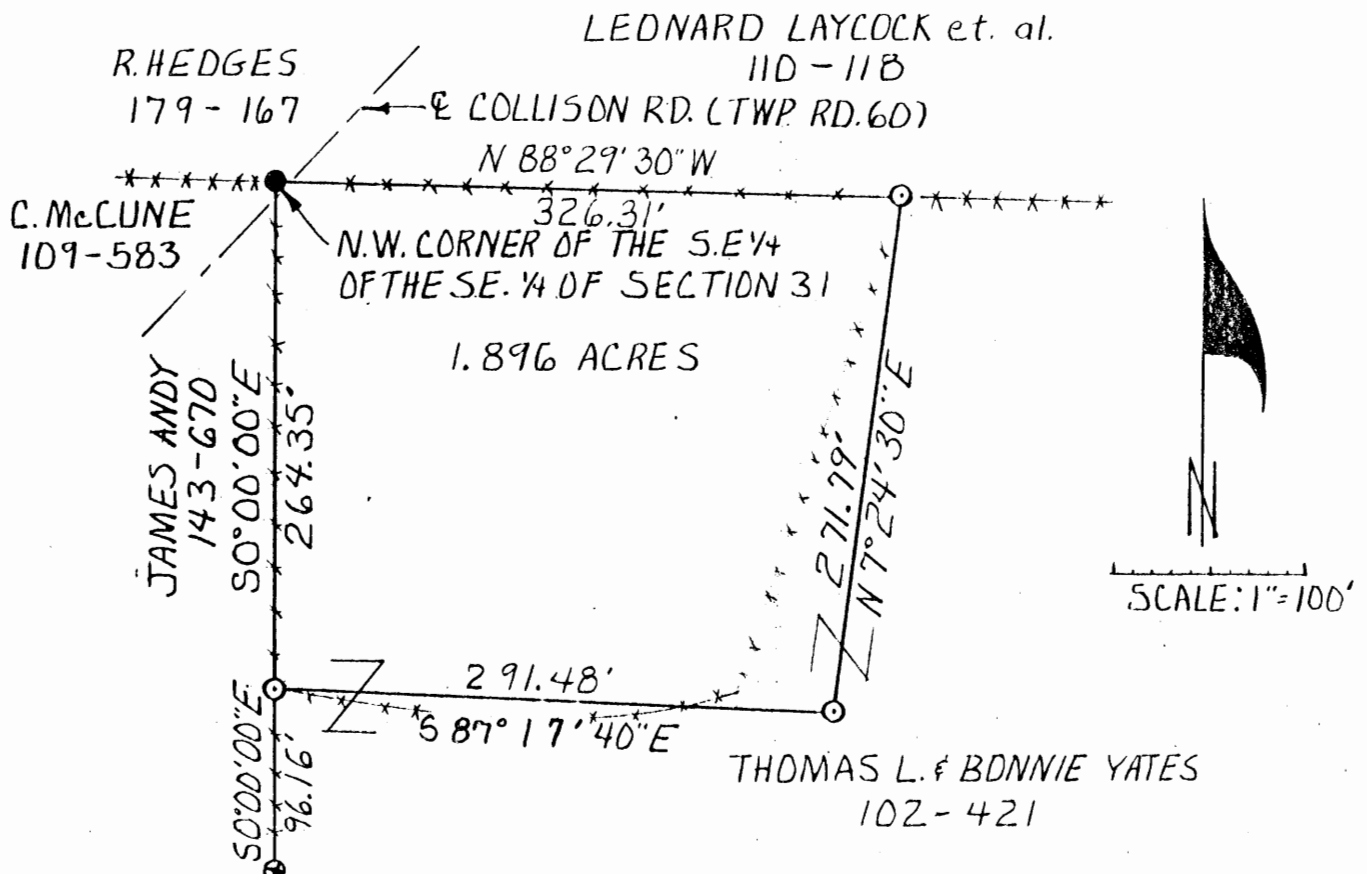 LEONARD LAYCOCK et. al.
110-118
R. HEDGES
179-167
℄ COLLISON RD. (TWP. RD. 60)
N 88°29'30" W
326.31'
C. McCUNE
109-583
N.W. CORNER OF THE S.E 1/4
OF THE S.E. 1/4 OF SECTION 31
1.896 ACRES
JAMES ANDY
143-670
S0°00'00"E
264.35'
271.79'
N 7°24'30"E
N
SCALE: 1"=100'
291.48'
S 87°17'40"E
S0°00'00"E
96.16'
THOMAS L. & BONNIE YATES
102-421